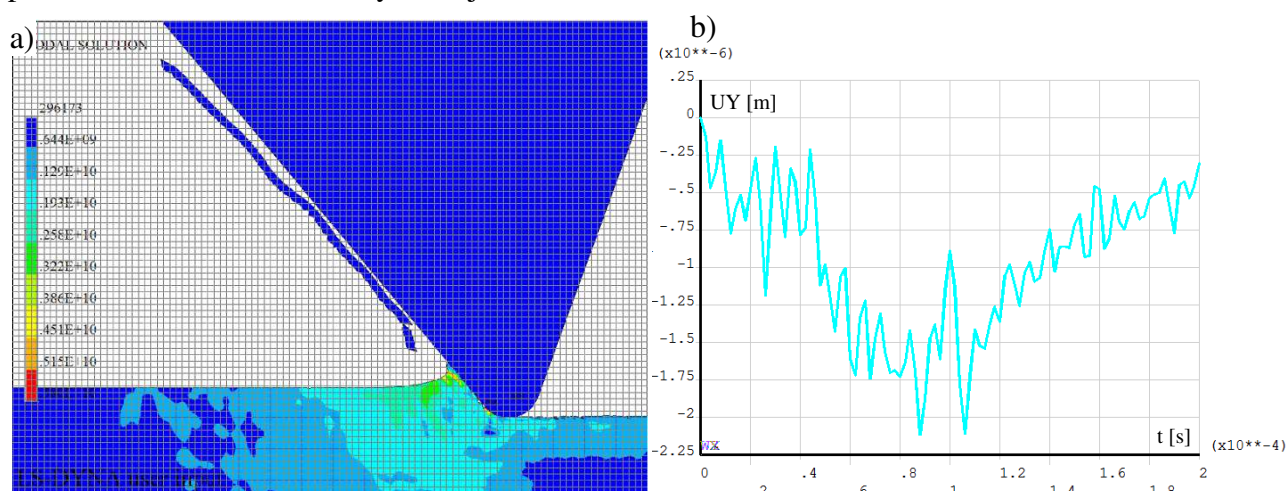 a)
ODAL SOLUTION
.296173
.644E+09
.129E+10
.193E+10
.258E+10
.322E+10
.386E+10
.451E+10
.515E+10
b)
(x10**-6)
UY [m]
.25
0
-.25
-.5
-.75
-1
-1.25
-1.5
-1.75
-2
-2.25
t [s]
(x10**-4)
0 .4 .8 1.2 1.6 2